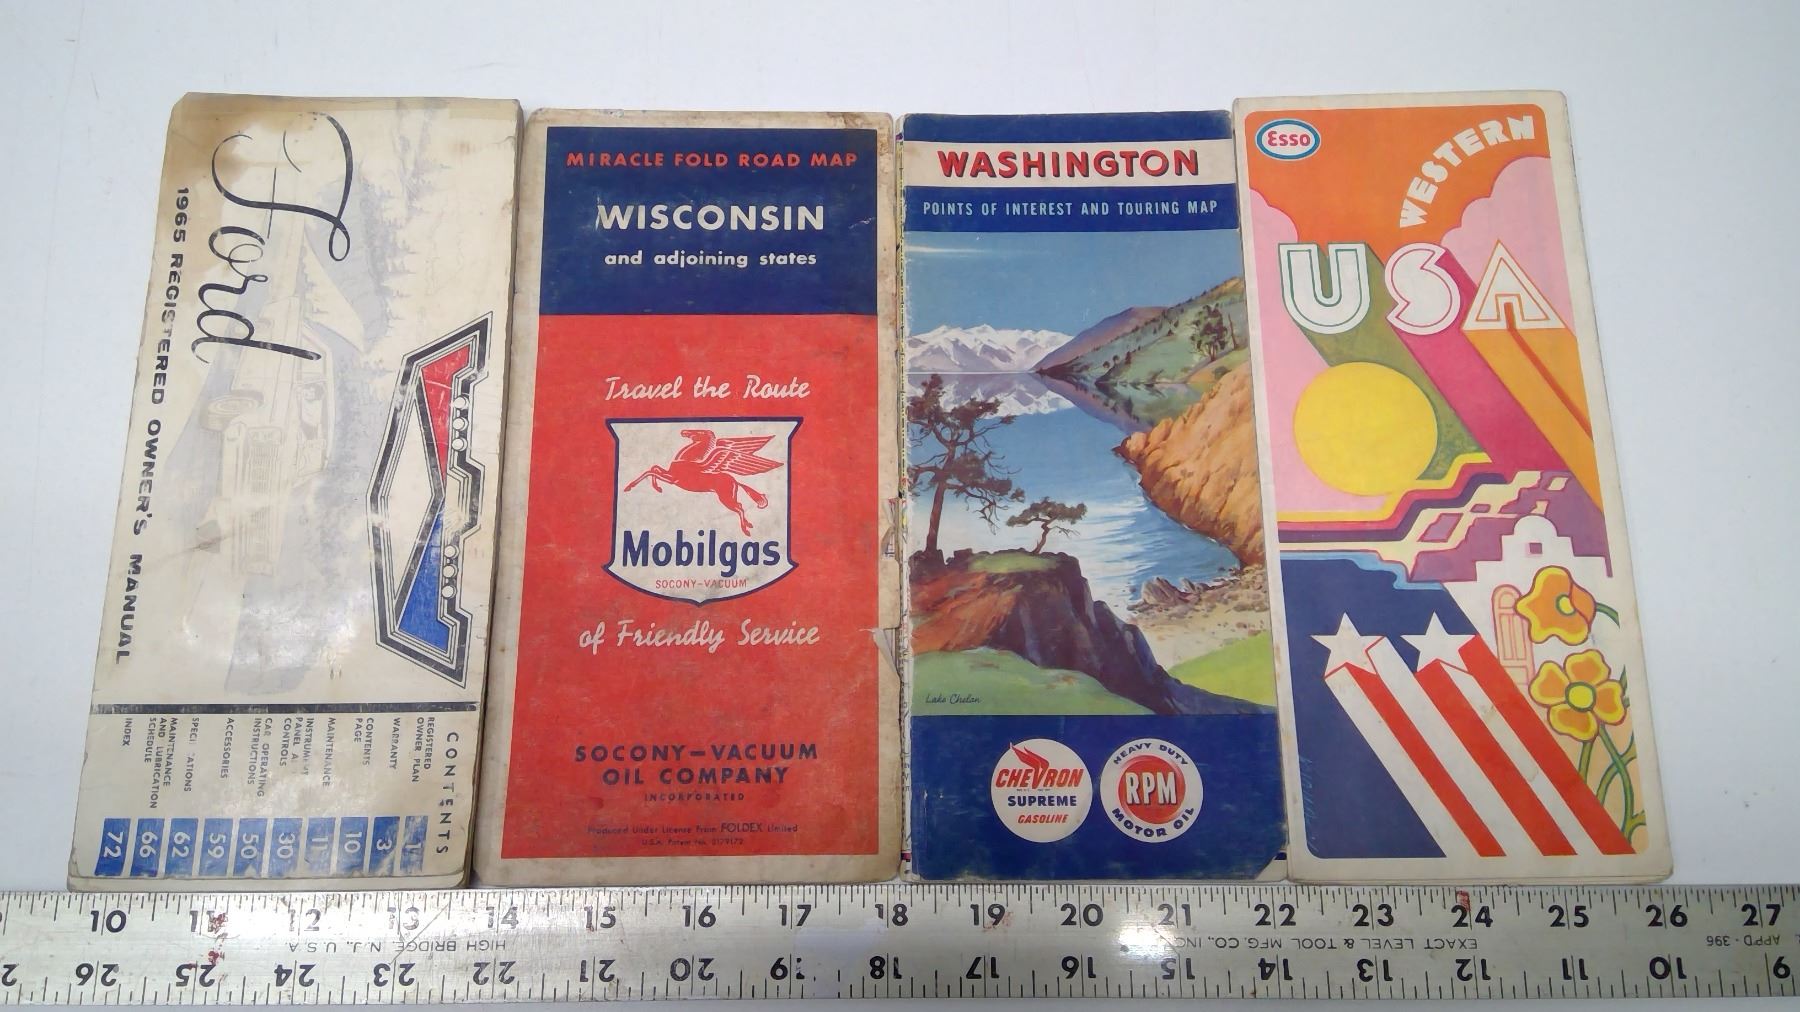 Ford
1965 REGISTERED OWNER'S MANUAL
CONTENTS
REGISTERED OWNER PLAN 1
WARRANTY 3
CONTENTS PAGE 10
MAINTENANCE 11
INSTRUMENT PANEL CONTROLS 30
CAR OPERATING INSTRUCTIONS 50
ACCESSORIES 59
62
MAINTENANCE AND LUBRICATION SCHEDULE 66
INDEX 72
MIRACLE FOLD ROAD MAP
WISCONSIN
and adjoining states
Travel the Route
Mobilgas
SOCONY-VACUUM
of Friendly Service
SOCONY-VACUUM
OIL COMPANY
INCORPORATED
Produced Under License From FOLDEX Limited
U.S.A. Patent No. 2179172
WASHINGTON
POINTS OF INTEREST AND TOURING MAP
Lake Chelan
CHEVRON
SUPREME
GASOLINE
HEAVY DUTY
RPM
MOTOR OIL
Esso
WESTERN
USA
10 11 12 13 14 15 16 17 18 19 20 21 22 23 24 25 26 27
HIGH BRIDGE, N.J. U.S.A
EXACT LEVEL & TOOL MFG. CO., INC.
APPD-396
26 25 24 23 22 21 20 19 18 17 16 15 14 13 12 11 10 9